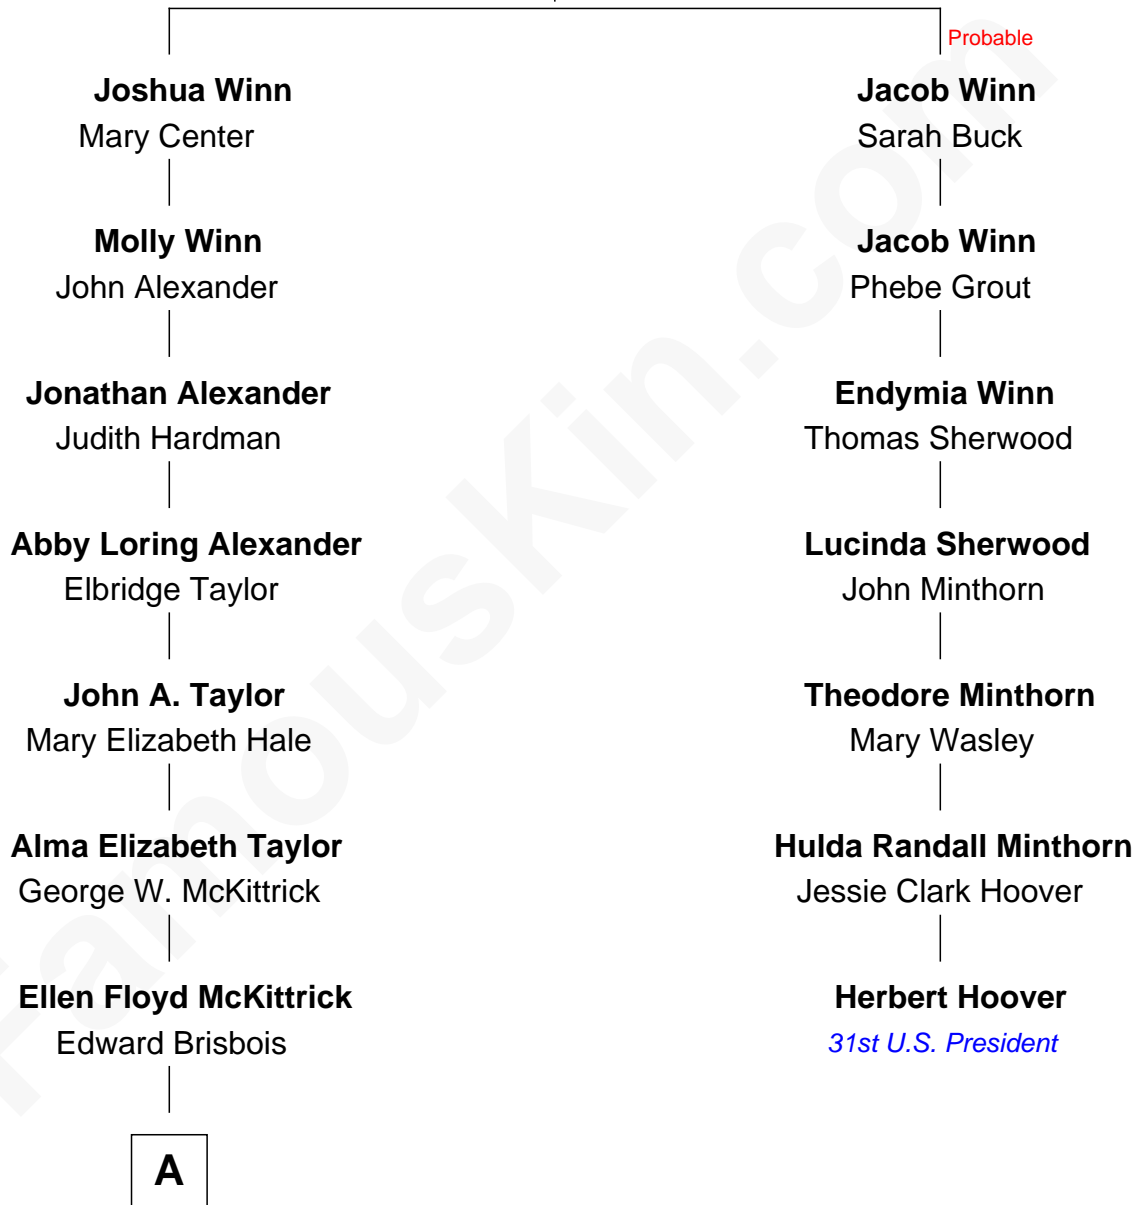 Probable
Joshua Winn
Mary Center
Jacob Winn
Sarah Buck
Molly Winn
John Alexander
Jacob Winn
Phebe Grout
Jonathan Alexander
Judith Hardman
Endymia Winn
Thomas Sherwood
Abby Loring Alexander
Elbridge Taylor
Lucinda Sherwood
John Minthorn
John A. Taylor
Mary Elizabeth Hale
Theodore Minthorn
Mary Wasley
Alma Elizabeth Taylor
George W. McKittrick
Hulda Randall Minthorn
Jessie Clark Hoover
Ellen Floyd McKittrick
Edward Brisbois
Herbert Hoover
31st U.S. President
A
FamousKin.com